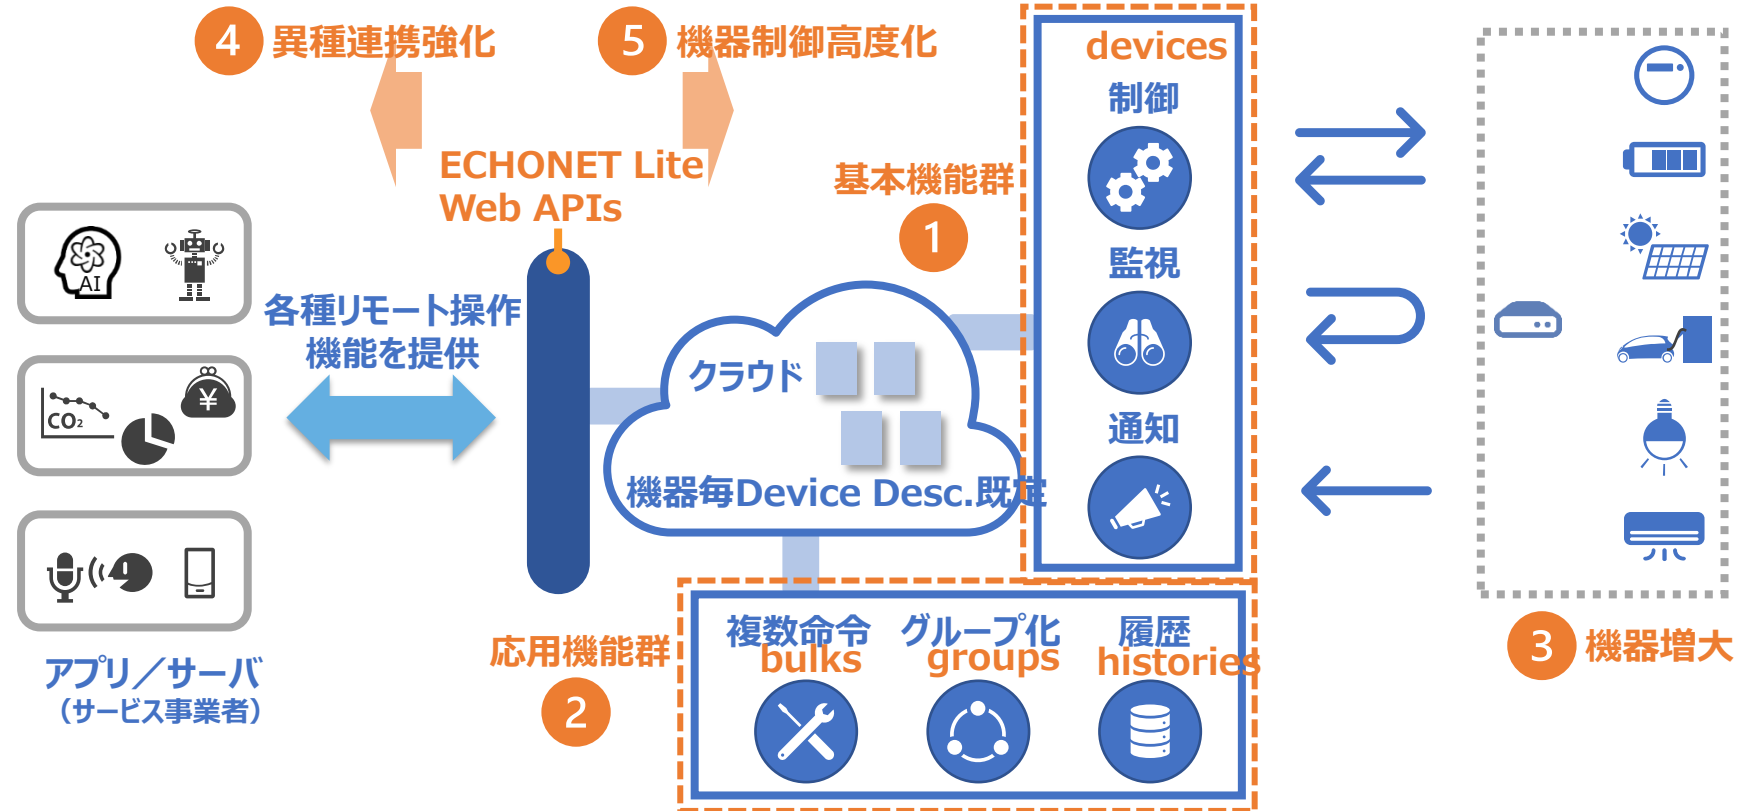 4 異種連携強化
5 機器制御高度化
ECHONET Lite
Web APIs
基本機能群
1
devices
制御
監視
通知
AI
各種リモート操作
機能を提供
CO2
¥
クラウド
機器毎Device Desc.既定
アプリ／サーバ
（サービス事業者）
応用機能群
2
複数命令
bulks
グループ化
groups
履歴
histories
3 機器増大